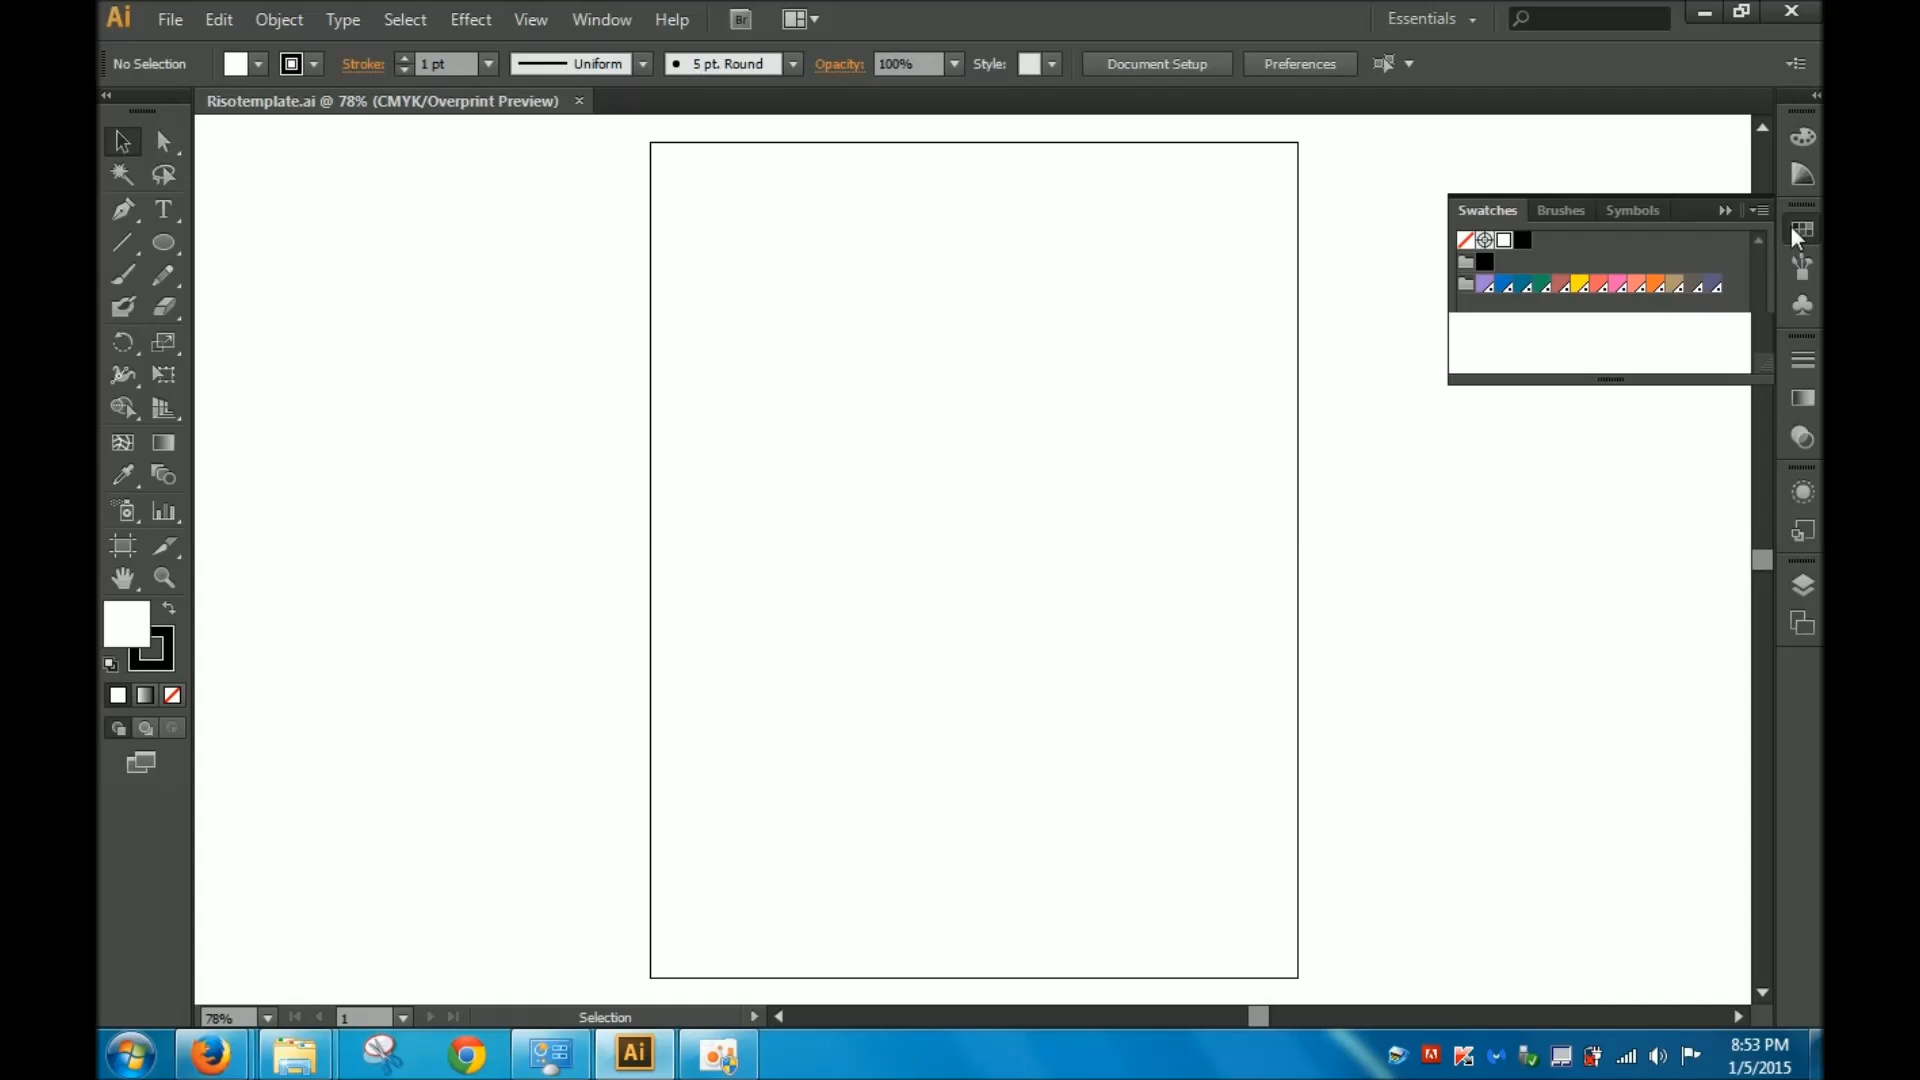 Ai File Edit Object Type Select Effect View Window Help Br Essentials
No Selection Stroke: 1 pt Uniform 5 pt. Round Opacity: 100% Style: Document Setup Preferences
Risotemplate.ai @ 78% (CMYK/Overprint Preview)
Swatches Brushes Symbols
T
78% 1 Selection
Ai
8:53 PM
1/5/2015